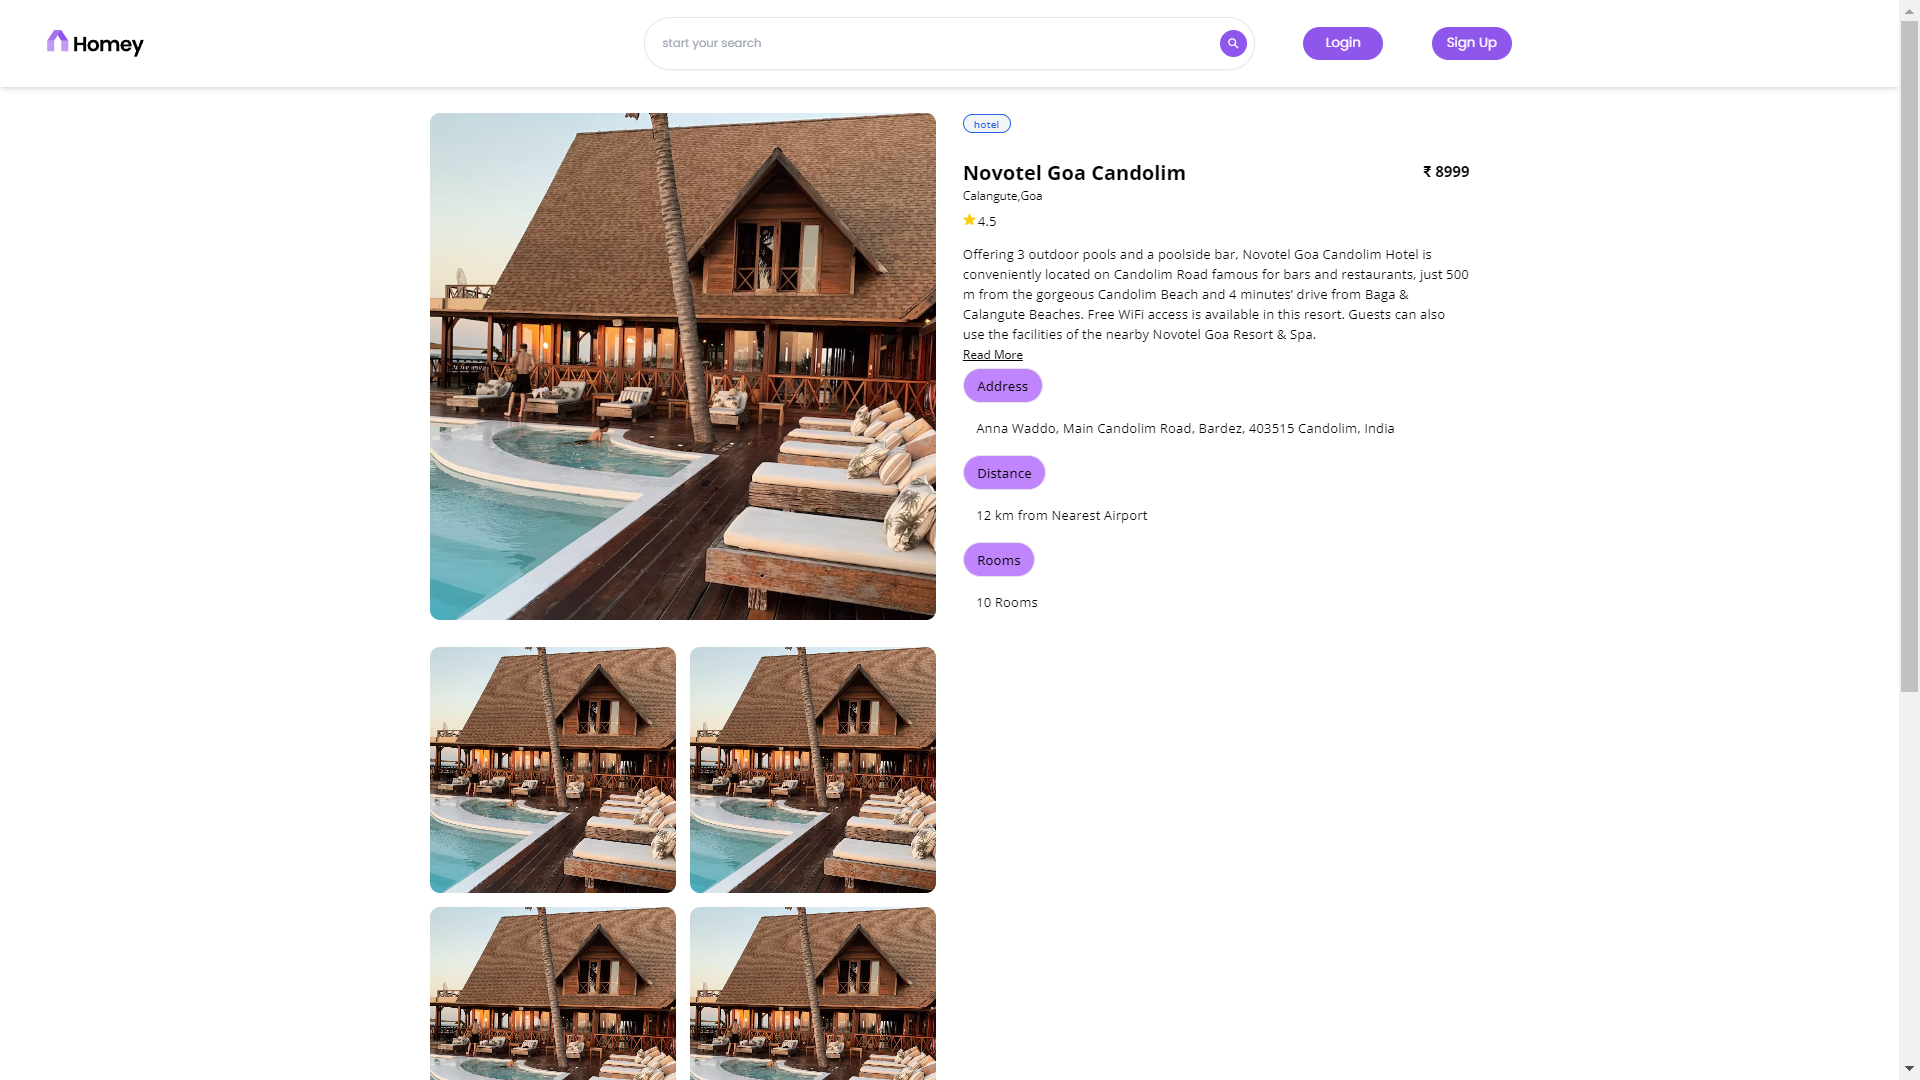 Homey
start your search
Login
Sign Up
hotel
Novotel Goa Candolim
₹ 8999
Calangute,Goa
4.5
Offering 3 outdoor pools and a poolside bar, Novotel Goa Candolim Hotel is
conveniently located on Candolim Road famous for bars and restaurants, just 500
m from the gorgeous Candolim Beach and 4 minutes’ drive from Baga &
Calangute Beaches. Free WiFi access is available in this resort. Guests can also
use the facilities of the nearby Novotel Goa Resort & Spa.
Read More
Address
Anna Waddo, Main Candolim Road, Bardez, 403515 Candolim, India
Distance
12 km from Nearest Airport
Rooms
10 Rooms